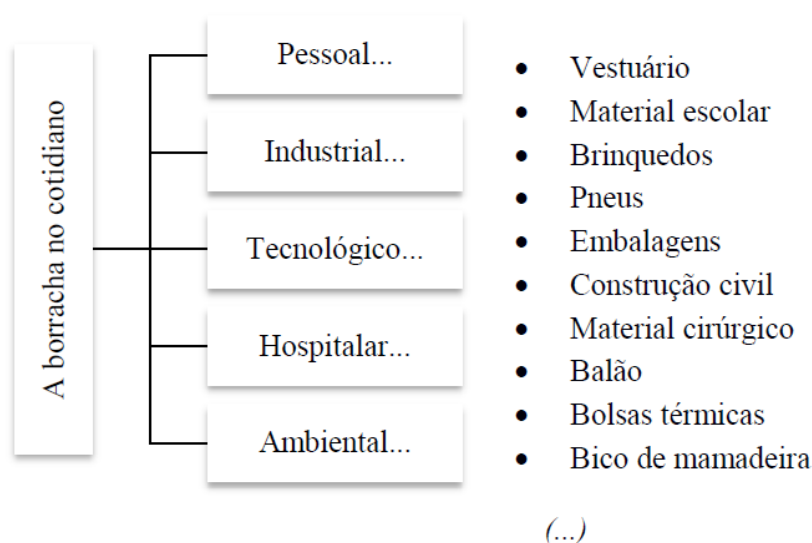 A borracha no cotidiano
Pessoal...
Industrial...
Tecnológico...
Hospitalar...
Ambiental...
• Vestuário
• Material escolar
• Brinquedos
• Pneus
• Embalagens
• Construção civil
• Material cirúrgico
• Balão
• Bolsas térmicas
• Bico de mamadeira
(...)